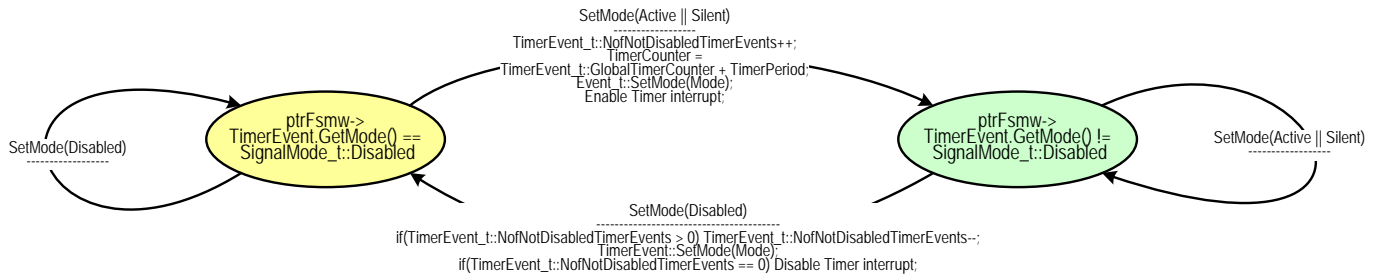 SetMode(Active || Silent)
-------------------
TimerEvent_t::NofNotDisabledTimerEvents++;
TimerCounter =
TimerEvent_t::GlobalTimerCounter + TimerPeriod;
Event_t::SetMode(Mode);
Enable Timer interrupt;
ptrFsmw->
TimerEvent.GetMode() ==
SignalMode_t::Disabled
ptrFsmw->
TimerEvent.GetMode() !=
SignalMode_t::Disabled
SetMode(Disabled)
-------------------
SetMode(Active || Silent)
-------------------
SetMode(Disabled)
------------------------------------------
if(TimerEvent_t::NofNotDisabledTimerEvents > 0) TimerEvent_t::NofNotDisabledTimerEvents--;
TimerEvent::SetMode(Mode);
if(TimerEvent_t::NofNotDisabledTimerEvents == 0) Disable Timer interrupt;